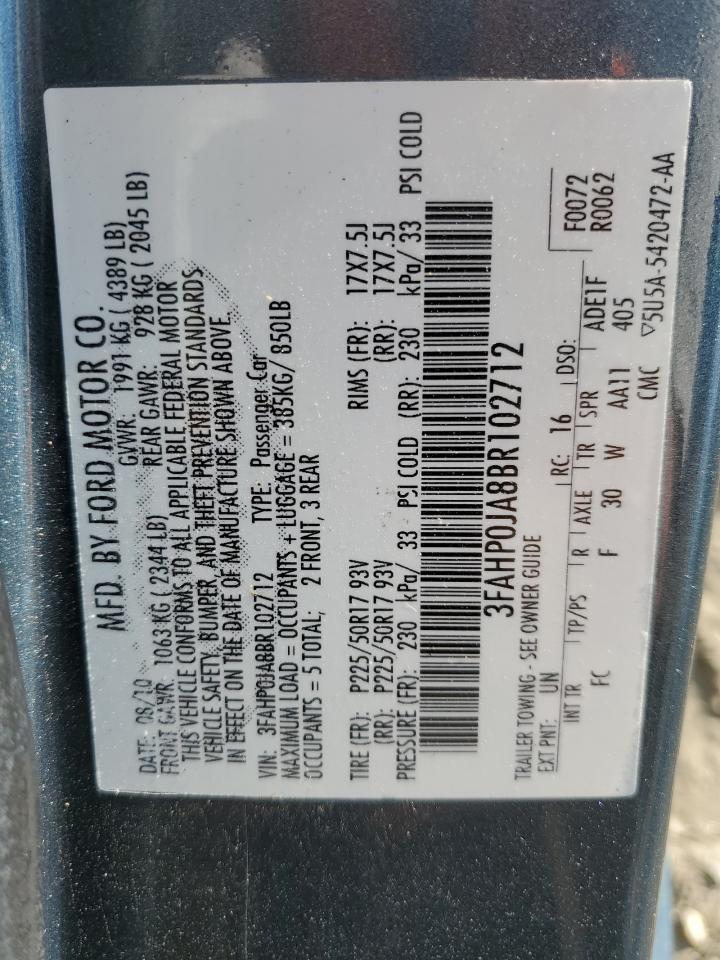 MFD. BY FORD MOTOR CO.
DATE: 08/10 GVWR: 1991 KG ( 4389 LB)
FRONT GAWR: 1063 KG ( 2344 LB) REAR GAWR: 928 KG ( 2045 LB)
THIS VEHICLE CONFORMS TO ALL APPLICABLE FEDERAL MOTOR
VEHICLE SAFETY, BUMPER, AND THEFT PREVENTION STANDARDS
IN EFFECT ON THE DATE OF MANUFACTURE SHOWN ABOVE.
VIN: 3FAHP0JA8BR102712 TYPE: Passenger Car
MAXIMUM LOAD = OCCUPANTS + LUGGAGE = 385KG/ 850LB
OCCUPANTS = 5 TOTAL; 2 FRONT, 3 REAR
TIRE (FR): P225/50R17 93V RIMS (FR): 17X7.5J
(RR): P225/50R17 93V (RR): 17X7.5J
PRESSURE (FR): 230 kPa/ 33 PSI COLD (RR): 230 kPa/ 33 PSI COLD
3FAHP0JA8BR102712
TRAILER TOWING - SEE OWNER GUIDE
EXT PNT: UN RC: 16 DSO: F0072
R0062
INT TR TP/PS R AXLE TR SPR ADE1F
FC F 30 W AA11 405
CMC ▽5U5A-5420472-AA